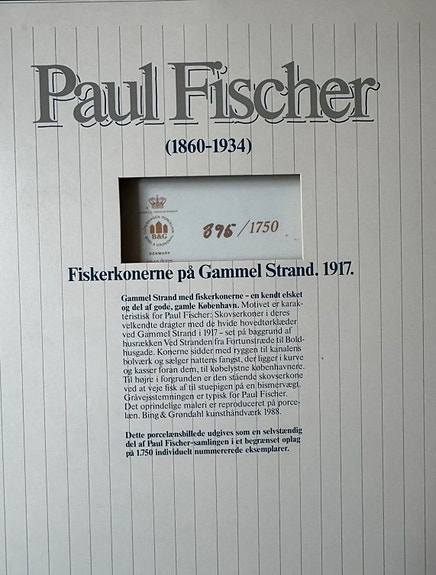 Paul Fischer
(1860-1934)
B&G
DENMARK
896/1750
Fiskerkonerne på Gammel Strand. 1917.
Gammel Strand med fiskerkonerne – en kendt elsket
og del af gode, gamle København. Motivet er karak-
teristisk for Paul Fischer: Skovserkoner i deres
velkendte dragter med de hvide hovedtørklæder
ved Gammel Strand i 1917 – set på baggrund af
husrækken Ved Stranden fra Fortunstræde til Bold-
husgade. Konerne sidder med ryggen til kanalens
bolværk og sælger nattens fangst, der ligger i kurve
og kasser foran dem, til købelystne københavnere.
Til højre i forgrunden er den stående skovserkone
ved at veje fisk af til stuepigen på en bismervægt.
Gråvejsstemningen er typisk for Paul Fischer.
Det oprindelige maleri er reproduceret på porce-
læn. Bing & Grøndahl kunsthåndværk 1988.
Dette porcelænsbillede udgives som en selvstændig
del af Paul Fischer-samlingen i et begrænset oplag
på 1.750 individuelt nummererede eksemplarer.